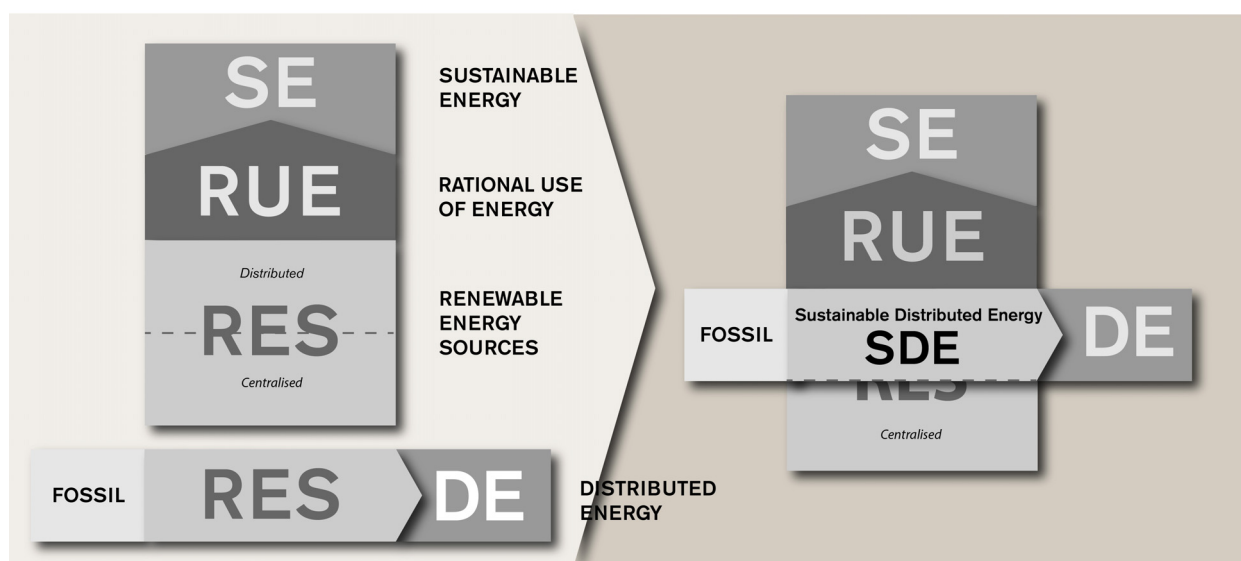 SE
SUSTAINABLE
ENERGY
RUE
RATIONAL USE
OF ENERGY
Distributed
RES
Centralised
RENEWABLE
ENERGY
SOURCES
FOSSIL
RES
DE
DISTRIBUTED
ENERGY
SE
RUE
FOSSIL
Sustainable Distributed Energy
SDE
DE
RES
Centralised